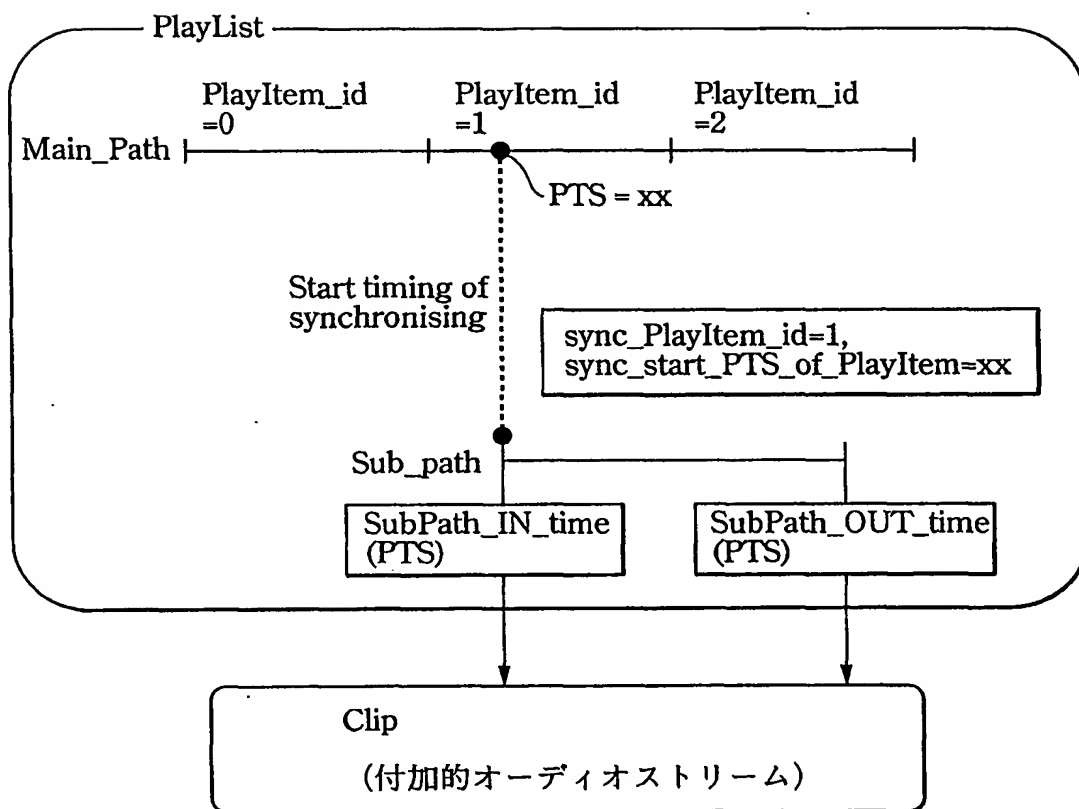 PlayList
PlayItem_id
=0
PlayItem_id
=1
PlayItem_id
=2
Main_Path
PTS = xx
Start timing of
synchronising
sync_PlayItem_id=1,
sync_start_PTS_of_PlayItem=xx
Sub_path
SubPath_IN_time
(PTS)
SubPath_OUT_time
(PTS)
Clip
(付加的オーディオストリーム)